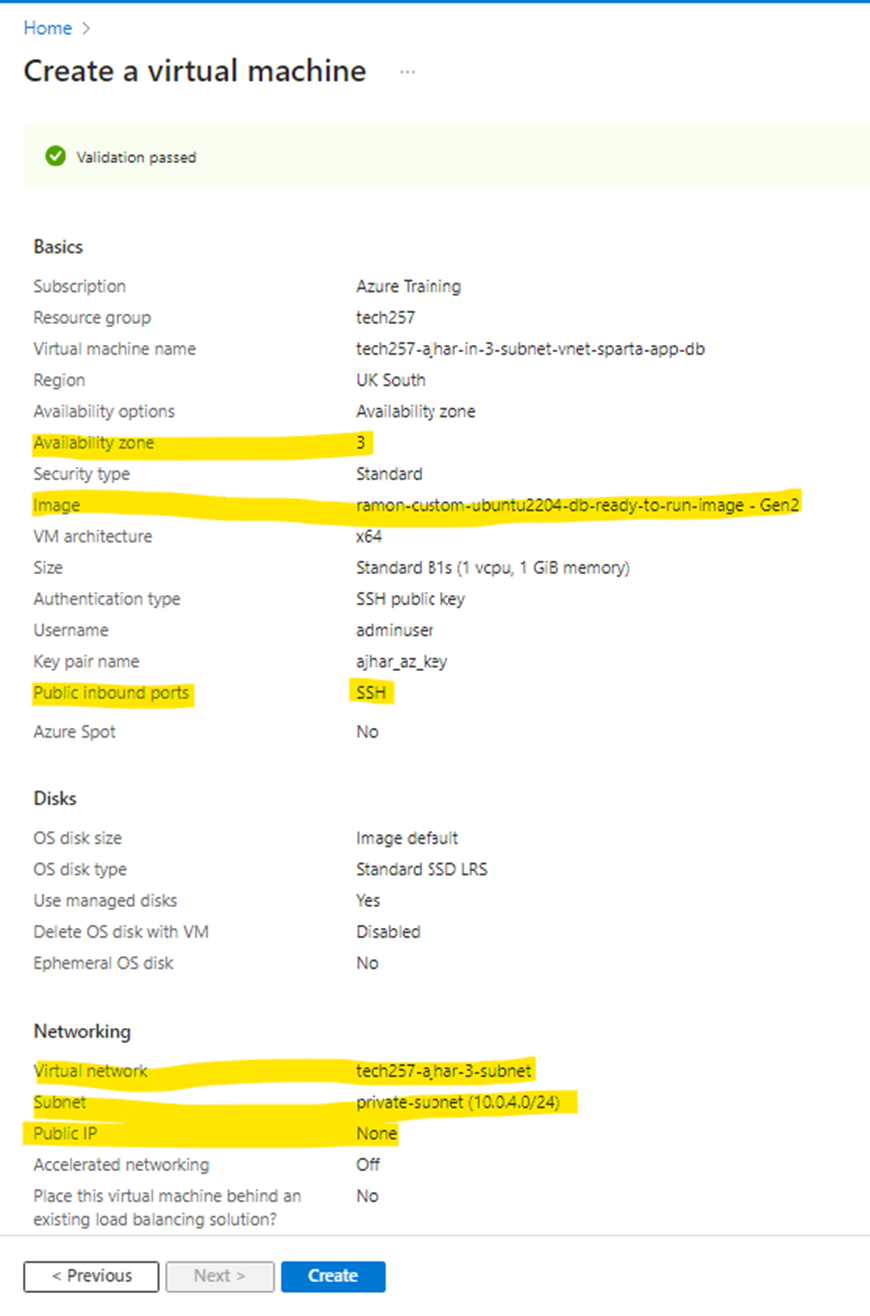 Home >
Create a virtual machine ...
Validation passed
Basics
Subscription Azure Training
Resource group tech257
Virtual machine name tech257-ajhar-in-3-subnet-vnet-sparta-app-db
Region UK South
Availability options Availability zone
Availability zone 3
Security type Standard
Image ramon-custom-ubuntu2204-db-ready-to-run-image - Gen2
VM architecture x64
Size Standard B1s (1 vcpu, 1 GiB memory)
Authentication type SSH public key
Username adminuser
Key pair name ajhar_az_key
Public inbound ports SSH
Azure Spot No
Disks
OS disk size Image default
OS disk type Standard SSD LRS
Use managed disks Yes
Delete OS disk with VM Disabled
Ephemeral OS disk No
Networking
Virtual network tech257-ajhar-3-subnet
Subnet private-subnet (10.0.4.0/24)
Public IP None
Accelerated networking Off
Place this virtual machine behind an No
existing load balancing solution?
< Previous Next > Create